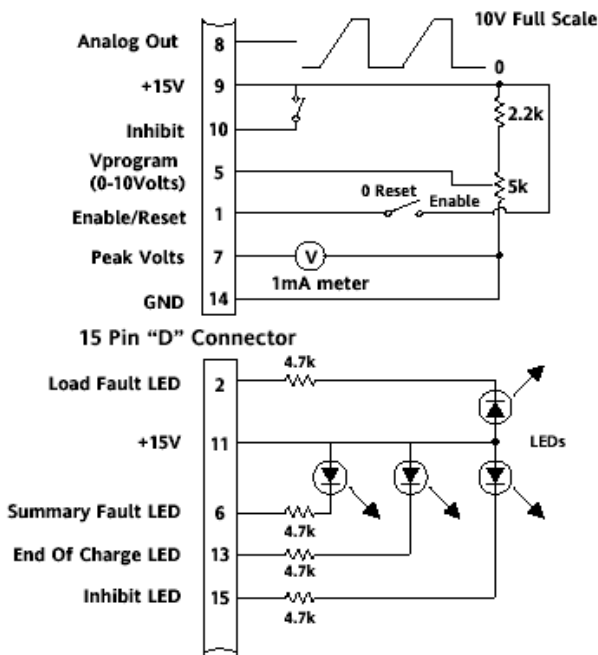 10V Full Scale
Analog Out 8
0
+15V 9
2.2k
Inhibit 10
Vprogram
(0-10Volts) 5
5k
0 Reset Enable
Enable/Reset 1
Peak Volts 7 V
1mA meter
GND 14
15 Pin “D” Connector
4.7k
Load Fault LED 2
+15V 11
LEDs
Summary Fault LED 6
4.7k
End Of Charge LED 13
4.7k
Inhibit LED 15
4.7k